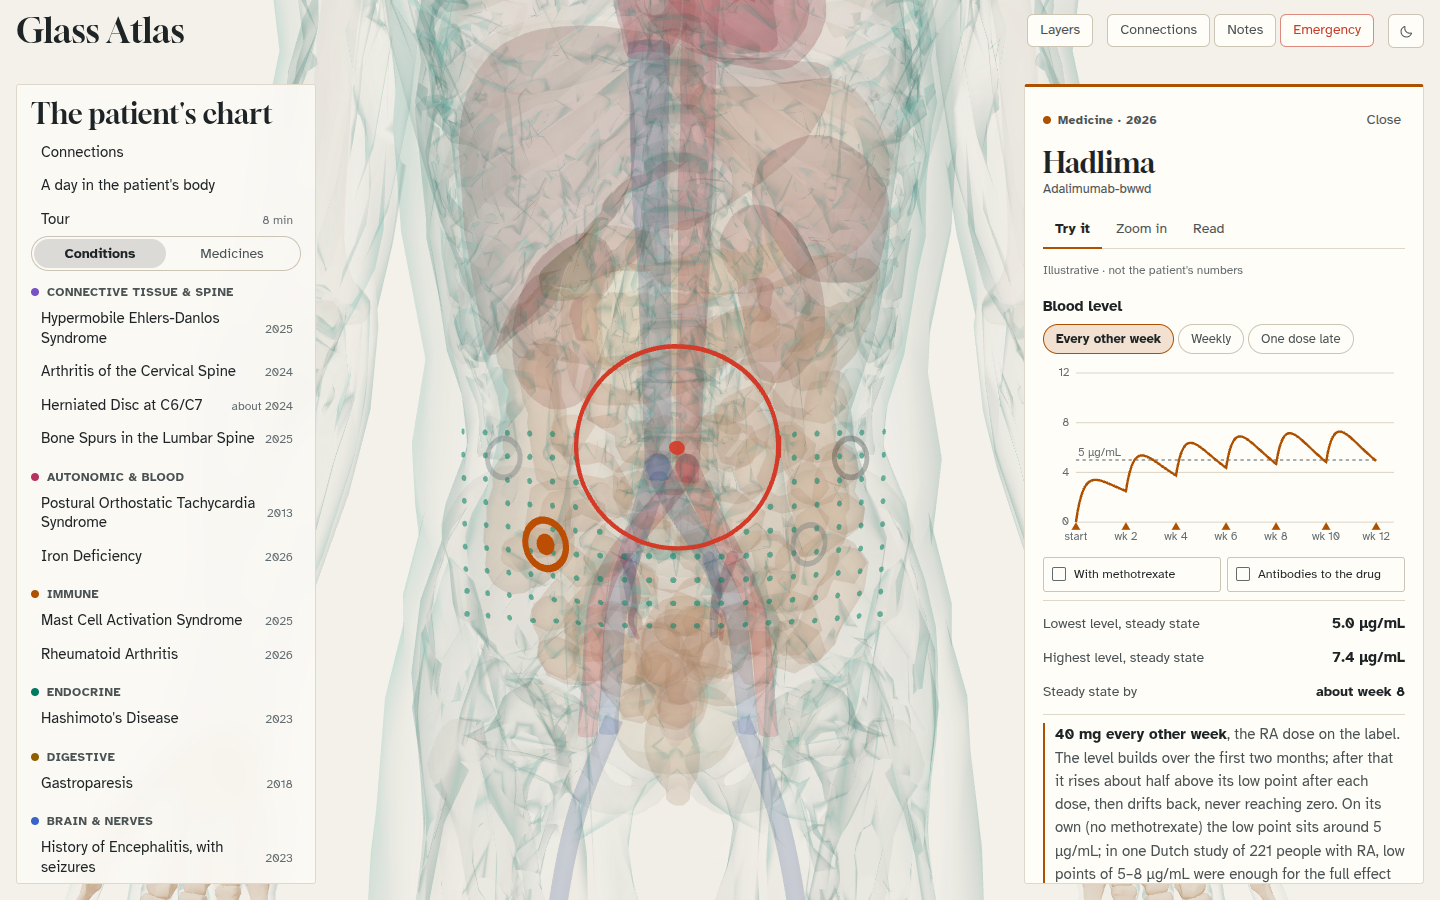 Glass Atlas
Layers
Connections
Notes
Emergency
The patient's chart
Connections
A day in the patient's body
Tour
8 min
Conditions
Medicines
CONNECTIVE TISSUE & SPINE
Hypermobile Ehlers-Danlos
Syndrome
2025
Arthritis of the Cervical Spine
2024
Herniated Disc at C6/C7
about 2024
Bone Spurs in the Lumbar Spine
2025
AUTONOMIC & BLOOD
Postural Orthostatic Tachycardia
Syndrome
2013
Iron Deficiency
2026
IMMUNE
Mast Cell Activation Syndrome
2025
Rheumatoid Arthritis
2026
ENDOCRINE
Hashimoto's Disease
2023
DIGESTIVE
Gastroparesis
2018
BRAIN & NERVES
History of Encephalitis, with
seizures
2023
Medicine · 2026
Close
Hadlima
Adalimumab-bwwd
Try it
Zoom in
Read
Illustrative · not the patient's numbers
Blood level
Every other week
Weekly
One dose late
12
8
5 µg/mL
4
0
start
wk 2
wk 4
wk 6
wk 8
wk 10
wk 12
With methotrexate
Antibodies to the drug
Lowest level, steady state
5.0 µg/mL
Highest level, steady state
7.4 µg/mL
Steady state by
about week 8
40 mg every other week, the RA dose on the label.
The level builds over the first two months; after that
it rises about half above its low point after each
dose, then drifts back, never reaching zero. On its
own (no methotrexate) the low point sits around 5
µg/mL; in one Dutch study of 221 people with RA, low
points of 5–8 µg/mL were enough for the full effect